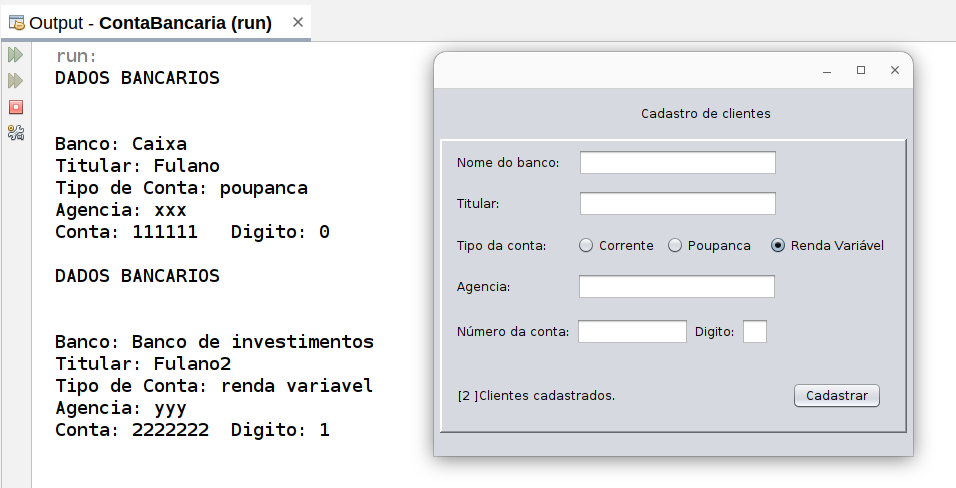 Output - ContaBancaria (run)
run:
DADOS BANCARIOS
Banco: Caixa
Titular: Fulano
Tipo de Conta: poupanca
Agencia: xxx
Conta: 111111   Digito: 0
DADOS BANCARIOS
Banco: Banco de investimentos
Titular: Fulano2
Tipo de Conta: renda variavel
Agencia: yyy
Conta: 2222222  Digito: 1
Cadastro de clientes
Nome do banco:
Titular:
Tipo da conta: Corrente Poupanca Renda Variável
Agencia:
Número da conta: Digito:
[2 ]Clientes cadastrados. Cadastrar